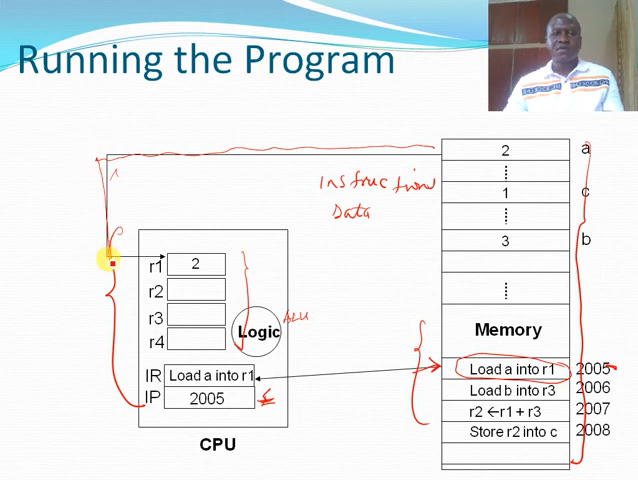 Running the Program
2
a
Instruction
1
c
Data
3
b
r1
2
r2
r3
Logic
ALU
r4
Memory
IR
Load a into r1
Load a into r1
2005
IP
2005
Load b into r3
2006
r2 ←r1 + r3
2007
Store r2 into c
2008
CPU